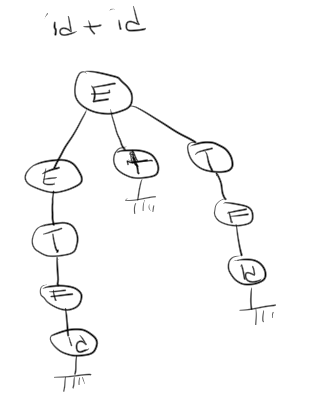 id + id
E
E + T
T F
F id
id